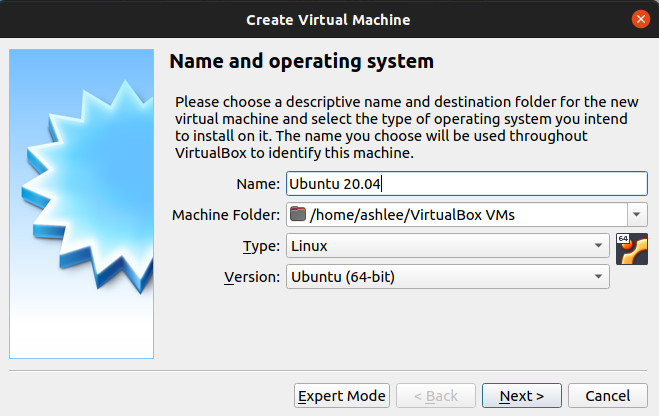 Create Virtual Machine
Name and operating system
Please choose a descriptive name and destination folder for the new
virtual machine and select the type of operating system you intend
to install on it. The name you choose will be used throughout
VirtualBox to identify this machine.
Name: Ubuntu 20.04
Machine Folder: /home/ashlee/VirtualBox VMs
Type: Linux 64
Version: Ubuntu (64-bit)
Expert Mode < Back Next > Cancel